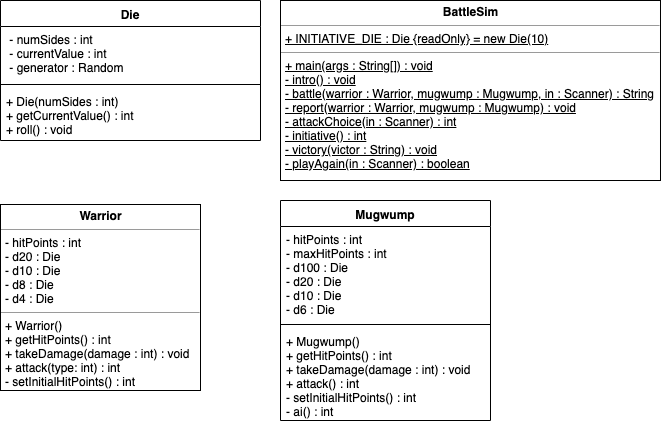 Die
- numSides : int
- currentValue : int
- generator : Random
+ Die(numSides : int)
+ getCurrentValue() : int
+ roll() : void
BattleSim
+ INITIATIVE_DIE : Die {readOnly} = new Die(10)
+ main(args : String[]) : void
- intro() : void
- battle(warrior : Warrior, mugwump : Mugwump, in : Scanner) : String
- report(warrior : Warrior, mugwump : Mugwump) : void
- attackChoice(in : Scanner) : int
- initiative() : int
- victory(victor : String) : void
- playAgain(in : Scanner) : boolean
Warrior
- hitPoints : int
- d20 : Die
- d10 : Die
- d8 : Die
- d4 : Die
+ Warrior()
+ getHitPoints() : int
+ takeDamage(damage : int) : void
+ attack(type: int) : int
- setInitialHitPoints() : int
Mugwump
- hitPoints : int
- maxHitPoints : int
- d100 : Die
- d20 : Die
- d10 : Die
- d6 : Die
+ Mugwump()
+ getHitPoints() : int
+ takeDamage(damage : int) : void
+ attack() : int
- setInitialHitPoints() : int
- ai() : int